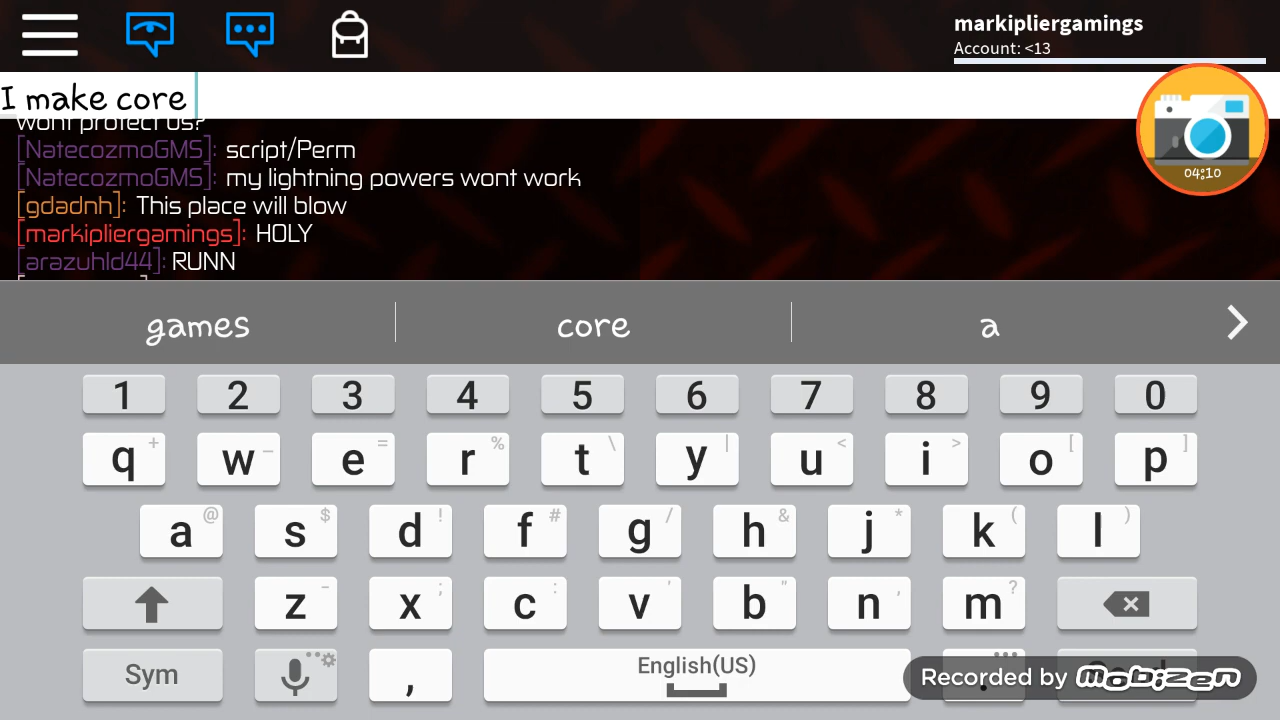 markipliergamings
Account: <13
I make core
wont protect us?
[NatecozmoGMS]: script/Perm
[NatecozmoGMS]: my lightning powers wont work
[gdadnh]: This place will blow
[markipliergamings]: HOLY
[arazuhld44]: RUNN
04:10
games core a
1 2 3 4 5 6 7 8 9 0
q + w _ e = r % t \ y | u < i > o [ p ]
a @ s $ d ! f # g / h & j * k ( l )
z - x ; c : v ' b " n , m ?
Sym , English(US) .
Recorded by mobizen